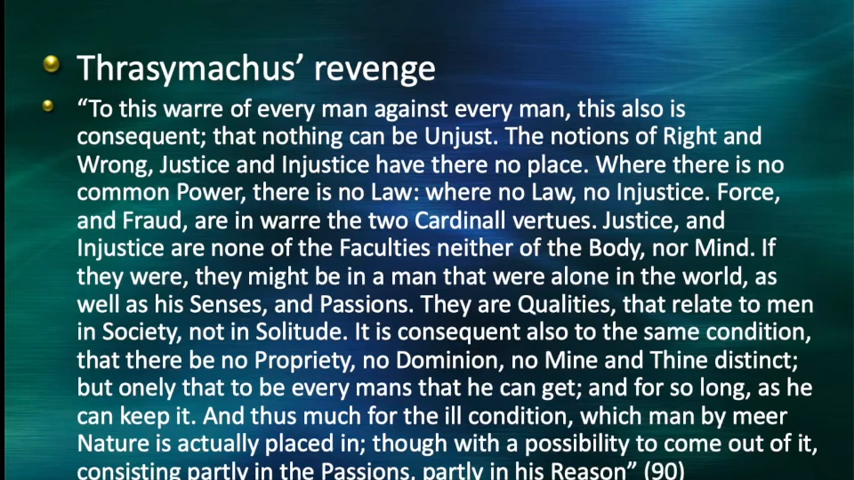 Thrasymachus’ revenge
“To this warre of every man against every man, this also is
consequent; that nothing can be Unjust. The notions of Right and
Wrong, Justice and Injustice have there no place. Where there is no
common Power, there is no Law: where no Law, no Injustice. Force,
and Fraud, are in warre the two Cardinall vertues. Justice, and
Injustice are none of the Faculties neither of the Body, nor Mind. If
they were, they might be in a man that were alone in the world, as
well as his Senses, and Passions. They are Qualities, that relate to men
in Society, not in Solitude. It is consequent also to the same condition,
that there be no Propriety, no Dominion, no Mine and Thine distinct;
but onely that to be every mans that he can get; and for so long, as he
can keep it. And thus much for the ill condition, which man by meer
Nature is actually placed in; though with a possibility to come out of it,
consisting partly in the Passions, partly in his Reason” (90)